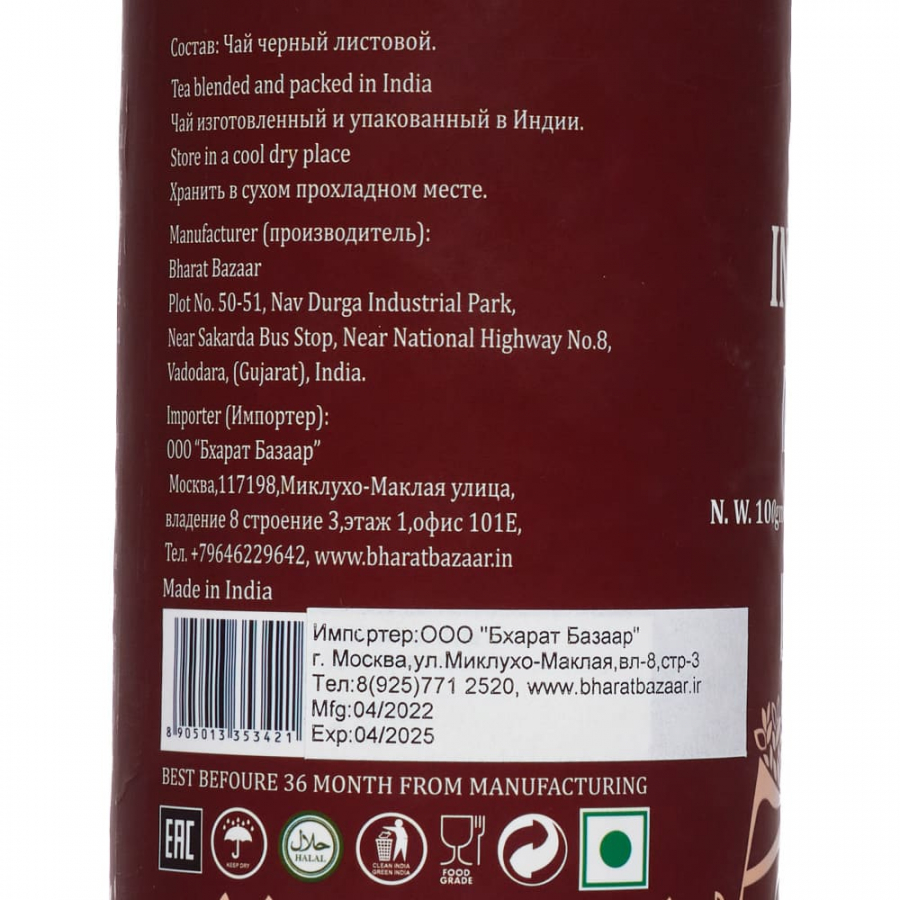 Состав: Чай черный листовой.
Tea blended and packed in India
Чай изготовленный и упакованный в Индии.
Store in a cool dry place
Хранить в сухом прохладном месте.
Manufacturer (производитель):
Bharat Bazaar
Plot No. 50-51, Nav Durga Industrial Park,
Near Sakarda Bus Stop, Near National Highway No.8,
Vadodara, (Gujarat), India.
Importer (Импортер):
ООО "Бхарат Базаар"
Москва,117198,Миклухо-Маклая улица,
владение 8 строение 3,этаж 1,офис 101Е,
Тел. +79646229642, www.bharatbazaar.in
Made in India
N. W. 100gm
Импортер:ООО "Бхарат Базаар"
г. Москва,ул.Миклухо-Маклая,вл-8,стр-3
Тел:8(925)771 2520, www.bharatbazaar.ir
Mfg:04/2022
Exp:04/2025
8 905013 353421
BEST BEFOURE 36 MONTH FROM MANUFACTURING
EAC
KEEP DRY
حلال
HALAL
CLEAN INDIA
GREEN INDIA
FOOD
GRADE